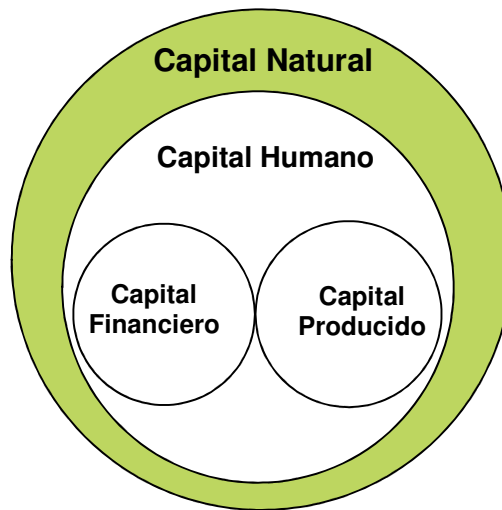 Capital Natural
Capital Humano
Capital
Financiero
Capital
Producido